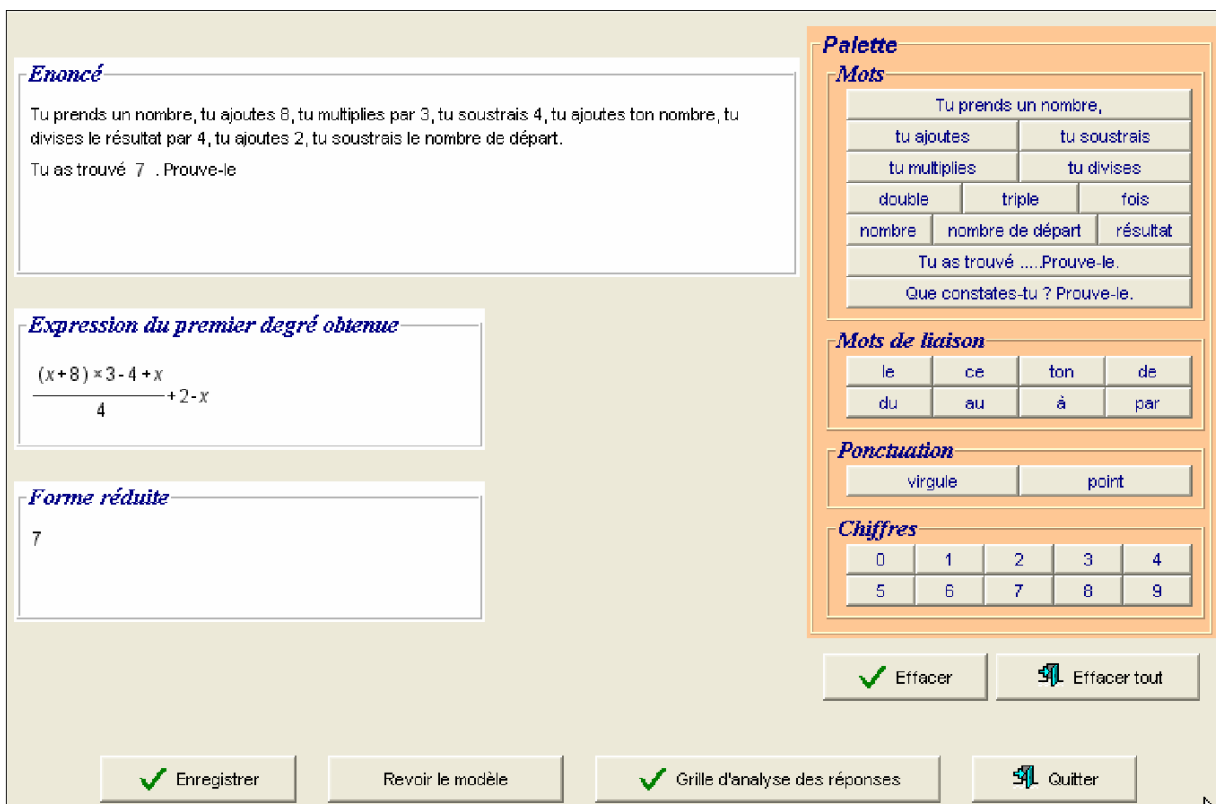 Enoncé
Tu prends un nombre, tu ajoutes 8, tu multiplies par 3, tu soustrais 4, tu ajoutes ton nombre, tu
divises le résultat par 4, tu ajoutes 2, tu soustrais le nombre de départ.
Tu as trouvé 7 . Prouve-le
Expression du premier degré obtenue
(x+8)×3-4+x
4
+2-x
Forme réduite
7
Palette
Mots
Tu prends un nombre,
tu ajoutes tu soustrais
tu multiplies tu divises
double triple fois
nombre nombre de départ résultat
Tu as trouvé .....Prouve-le.
Que constates-tu ? Prouve-le.
Mots de liaison
le ce ton de
du au à par
Ponctuation
virgule point
Chiffres
0 1 2 3 4
5 6 7 8 9
Effacer Effacer tout
Enregistrer Revoir le modèle Grille d'analyse des réponses Quitter